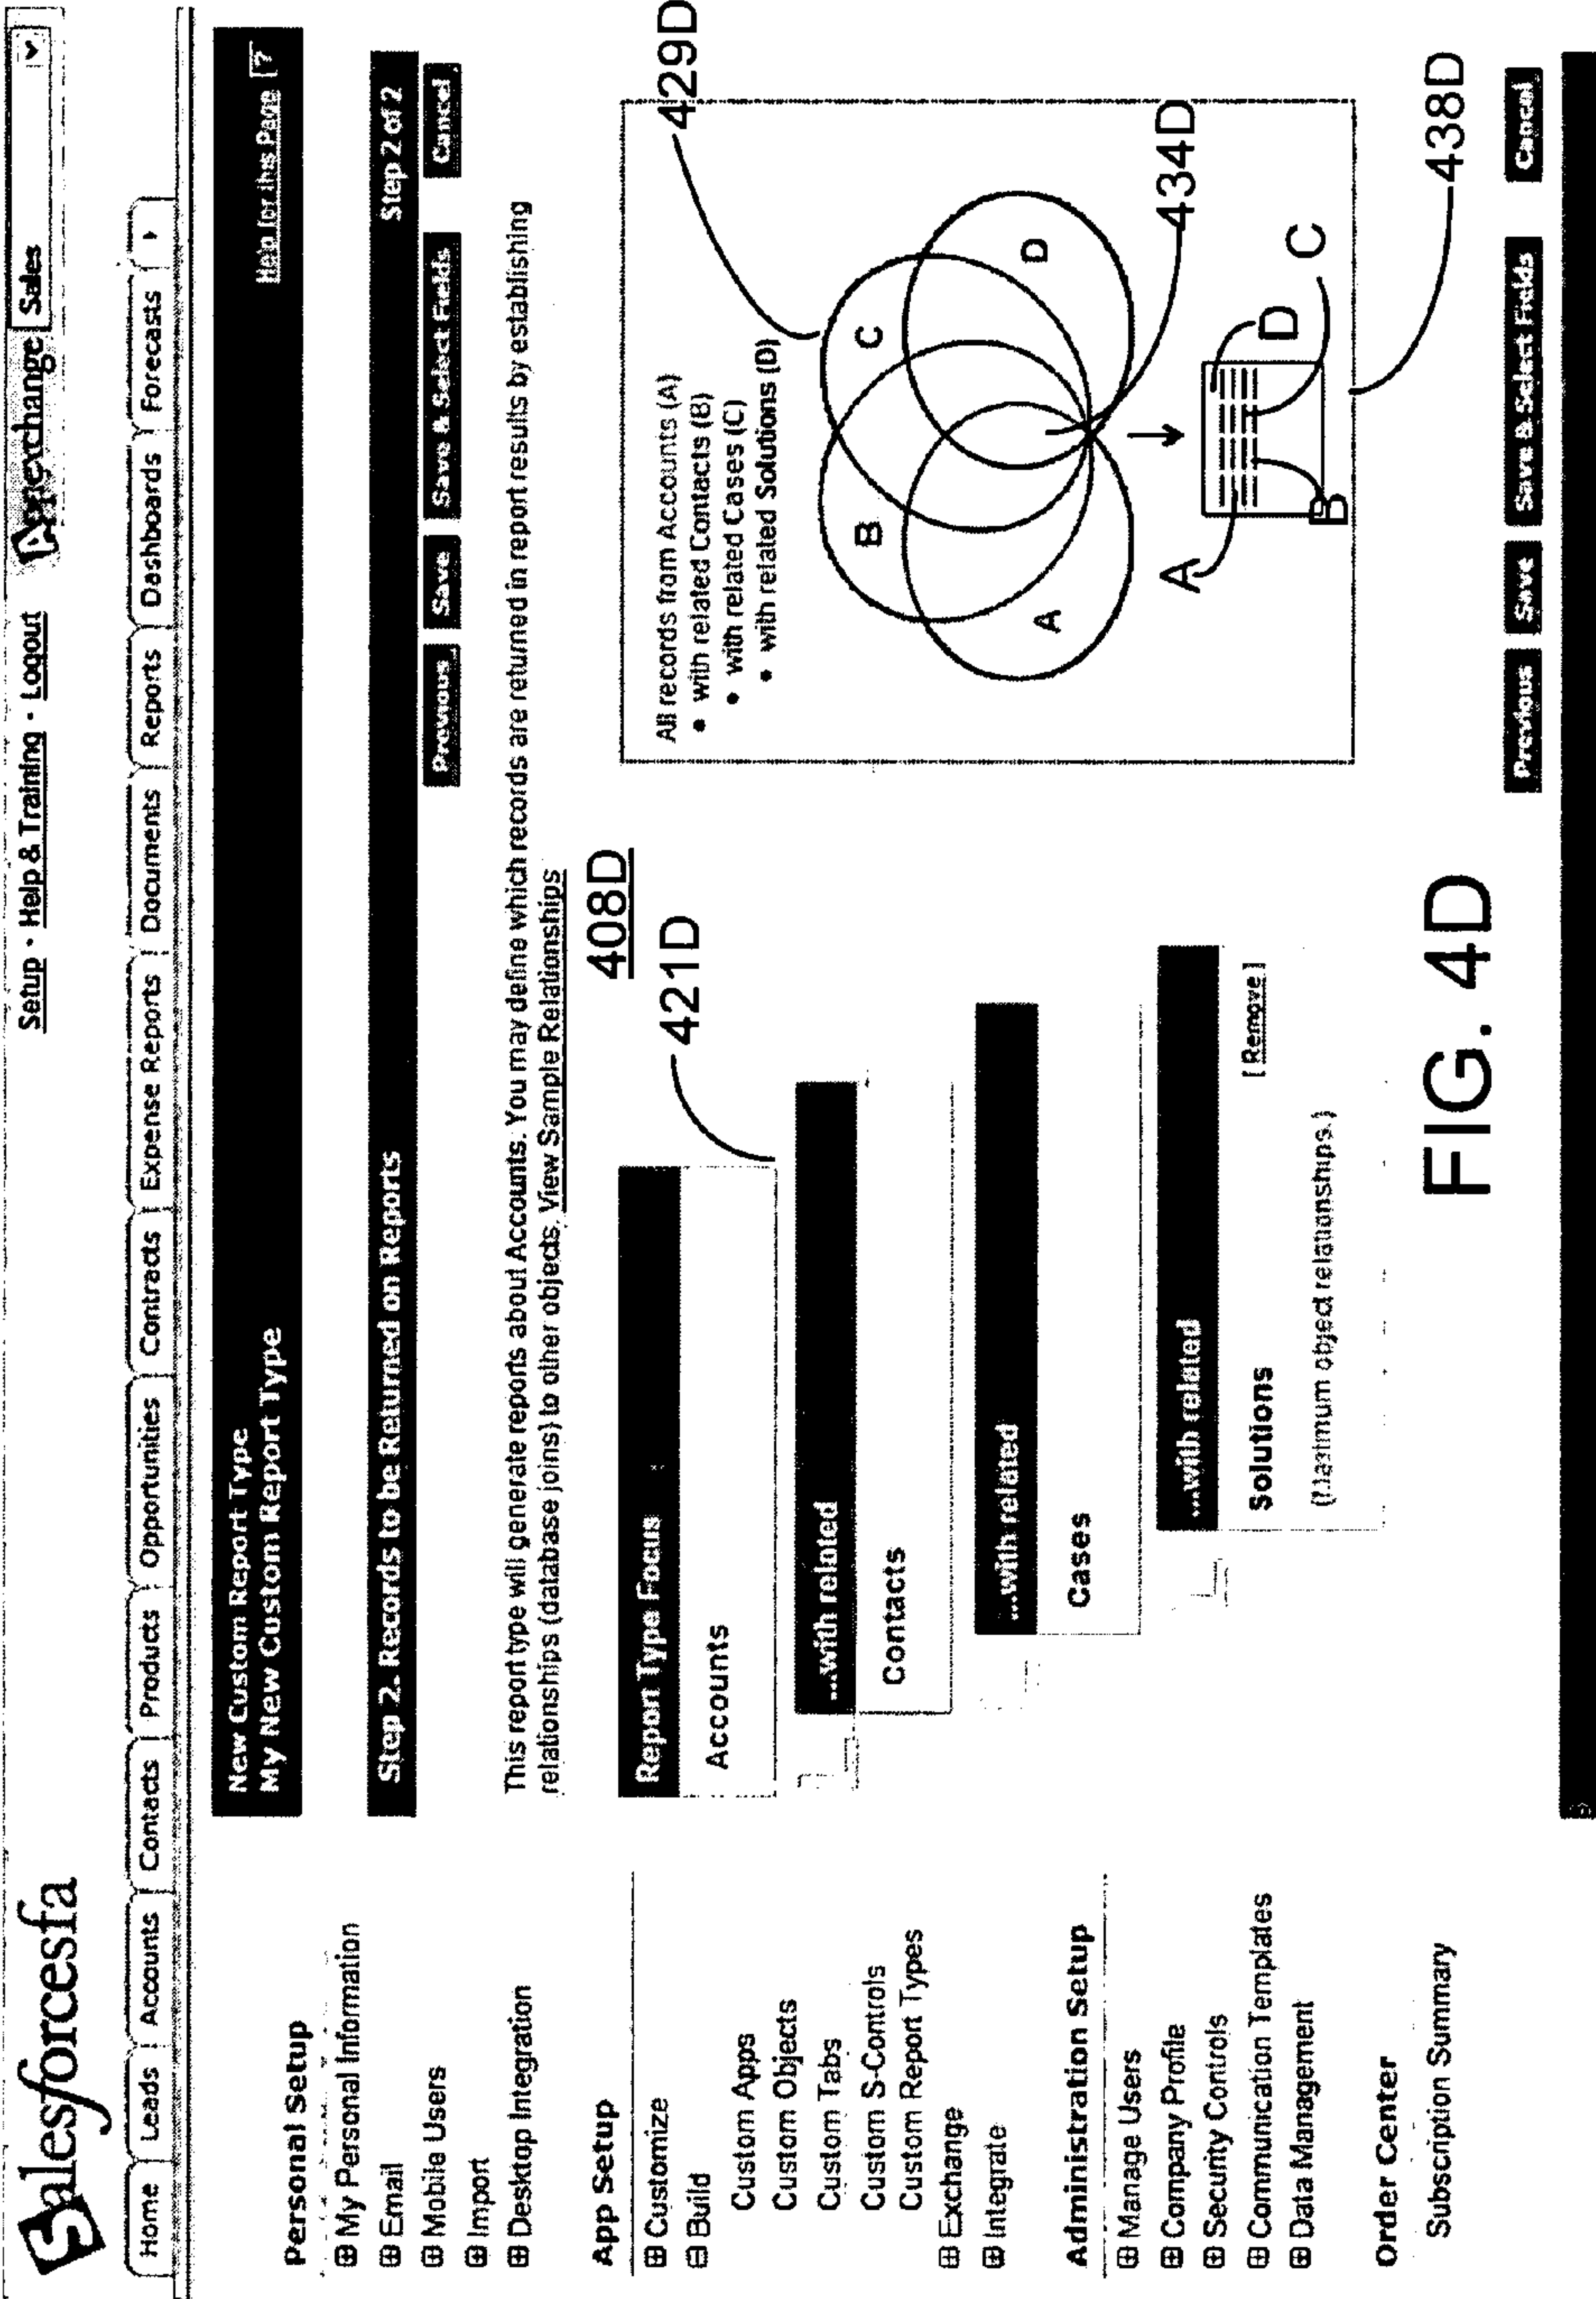 Salesforcesfa
Setup · Help & Training · Logout
Apexchange Sales
Home Leads Accounts Contacts Products Opportunities Contracts Expense Reports Documents Reports Dashboards Forecasts
Personal Setup
My Personal Information
Email
Mobile Users
Import
Desktop Integration
App Setup
Customize
Build
Custom Apps
Custom Objects
Custom Tabs
Custom S-Controls
Custom Report Types
Exchange
Integrate
Administration Setup
Manage Users
Company Profile
Security Controls
Communication Templates
Data Management
Order Center
Subscription Summary
New Custom Report Type
My New Custom Report Type
Help for this Page ?
Step 2. Records to be Returned on Reports
Step 2 of 2
Previous Save Save & Select Fields Cancel
This report type will generate reports about Accounts. You may define which records are returned in report results by establishing
relationships (database joins) to other objects. View Sample Relationships
408D
421D
Report Type Focus
Accounts
...with related
Contacts
...with related
Cases
...with related
Solutions
[Remove]
(Maximum object relationships.)
All records from Accounts (A)
• with related Contacts (B)
• with related Cases (C)
• with related Solutions (D)
429D
A
B
C
D
434D
A
B
D
C
438D
Previous Save Save & Select Fields Cancel
FIG. 4D